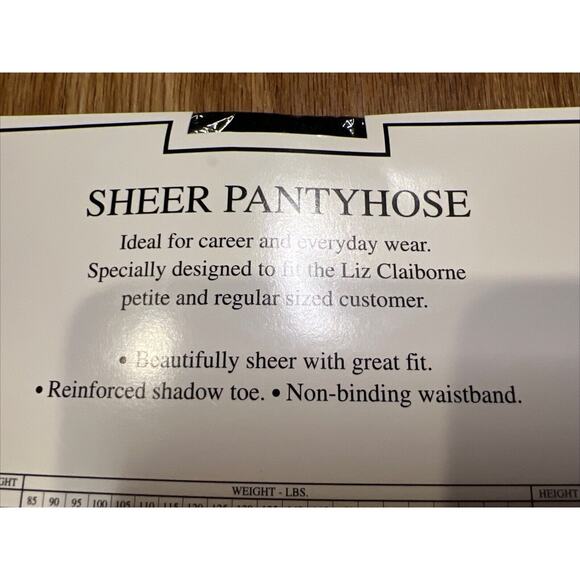 SHEER PANTYHOSE
Ideal for career and everyday wear.
Specially designed to fit the Liz Claiborne
petite and regular sized customer.
• Beautifully sheer with great fit.
• Reinforced shadow toe. • Non-binding waistband.
WEIGHT - LBS. HEIGHT
85 90 95 100 105 110 115 120 125